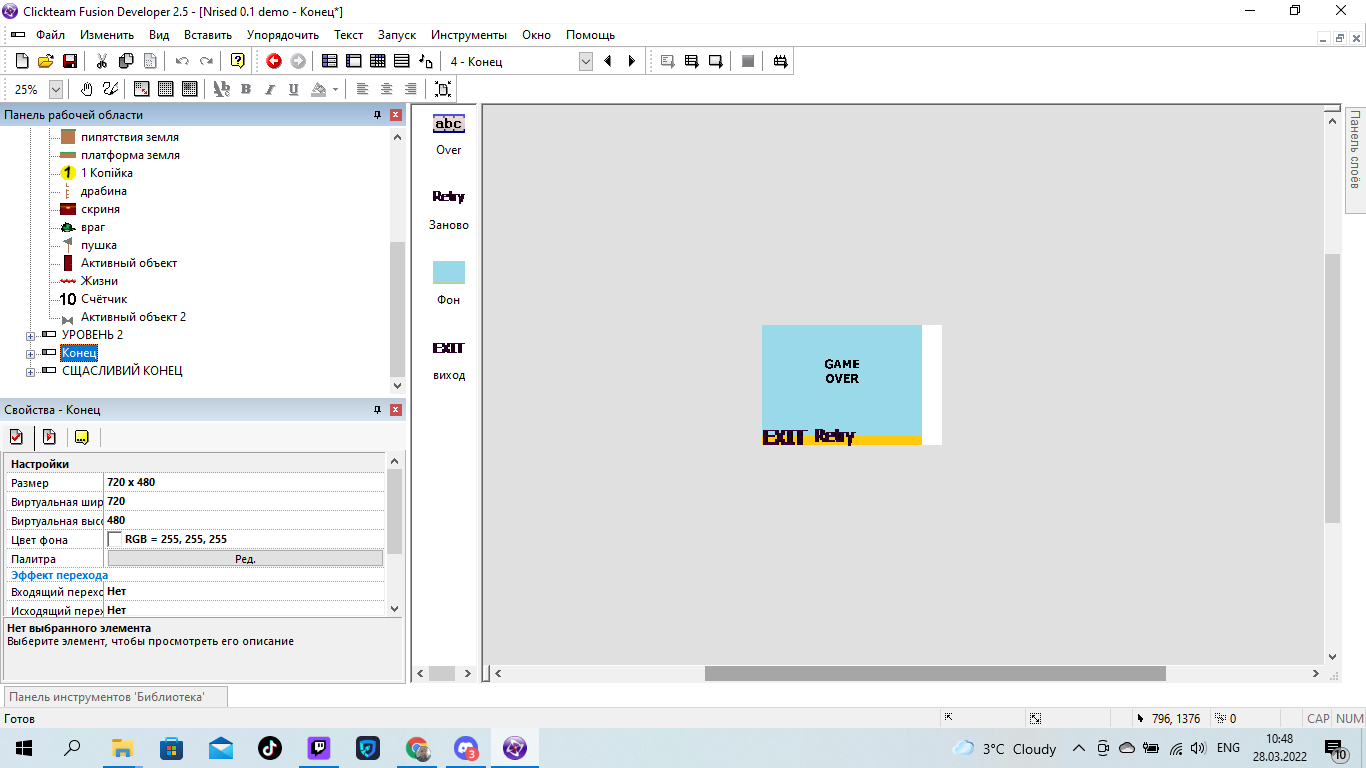 Clickteam Fusion Developer 2.5 - [Nrised 0.1 demo - Конец*]
Файл Изменить Вид Вставить Упорядочить Текст Запуск Инструменты Окно Помощь
4 - Конец
25%
Панель рабочей области
пипятствия земля
платформа земля
1 Копійка
драбина
скриня
враг
пушка
Активный объект
Жизни
10 Счётчик
Активный объект 2
УРОВЕНЬ 2
Конец
СЩАСЛИВИЙ КОНЕЦ
Свойства - Конец
Настройки
Размер 720 x 480
Виртуальная шир 720
Виртуальная высо 480
Цвет фона RGB = 255, 255, 255
Палитра Ред.
Эффект перехода
Входящий перехо Нет
Исходящий перех Нет
Нет выбранного элемента
Выберите элемент, чтобы просмотреть его описание
abc
Over
Retry
Заново
Фон
EXIT
виход
GAME
OVER
EXIT Retry
Панель слоёв
Панель инструментов 'Библиотека'
Готов
796, 1376
0
CAP NUM
3
3°C Cloudy
ENG
10:48
28.03.2022
10